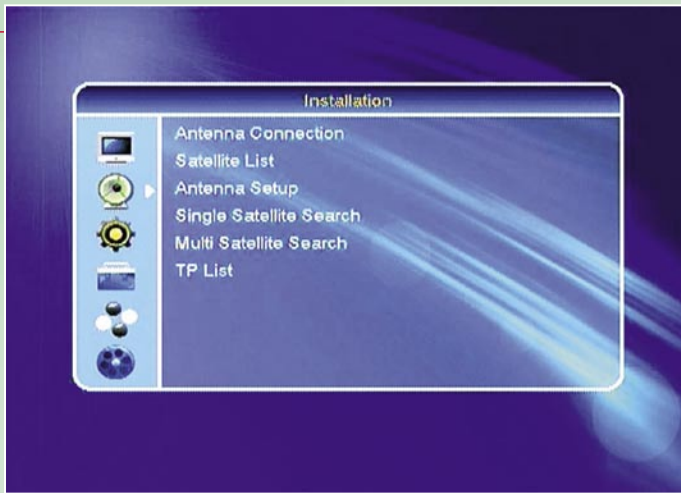 Installation
Antenna Connection
Satellite List
Antenna Setup
Single Satellite Search
Multi Satellite Search
TP List